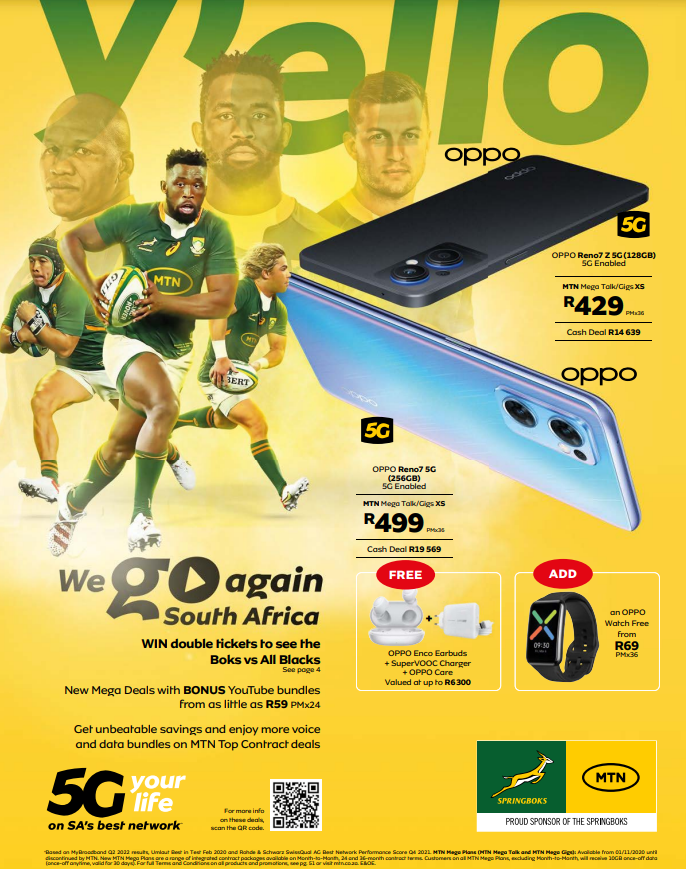 Y'ello
oppo
oppo
5G
OPPO Reno7 Z 5G (128GB)
5G Enabled
MTN Mega Talk/Gigs XS
R429 PMx36
Cash Deal R14 639
MTN
oppo
oppo
5G
OPPO Reno7 5G
(256GB)
5G Enabled
MTN Mega Talk/Gigs XS
R499 PMx36
Cash Deal R19 569
We go again
South Africa
WIN double tickets to see the
Boks vs All Blacks
See page 4
New Mega Deals with BONUS YouTube bundles
from as little as R59 PMx24
Get unbeatable savings and enjoy more voice
and data bundles on MTN Top Contract deals
FREE
+
OPPO Enco Earbuds
+ SuperVOOC Charger
+ OPPO Care
Valued at up to R6300
ADD
09:30
an OPPO
Watch Free
from
R69
PMx36
5G your
life
on SA's best network
For more info
on these deals,
scan the QR code.
SPRINGBOKS
MTN
PROUD SPONSOR OF THE SPRINGBOKS
*Based on MyBroadband Q2 2022 results, Umlaut Best in Test Feb 2020 and Rohde & Schwarz SwissQual AG Best Network Performance Score Q4 2021. MTN Mega Plans (MTN Mega Talk and MTN Mega Gigs): Available from 01/11/2020 until
discontinued by MTN. New MTN Mega Plans are a range of integrated contract packages available on Month-to-Month, 24 and 36-month contract terms. Customers on all MTN Mega Plans, excluding Month-to-Month, will receive 10GB once-off data
(once-off anytime, valid for 30 days). For full Terms and Conditions on all products and promotions, see pg. 51 or visit mtn.co.za. E&OE.